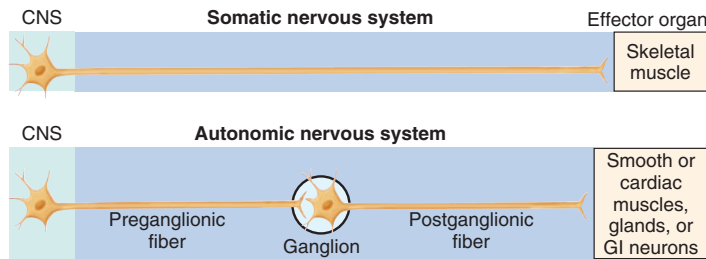 CNS
Somatic nervous system
Effector organ
Skeletal
muscle
CNS
Autonomic nervous system
Smooth or
cardiac
muscles,
glands, or
GI neurons
Preganglionic
fiber
Ganglion
Postganglionic
fiber